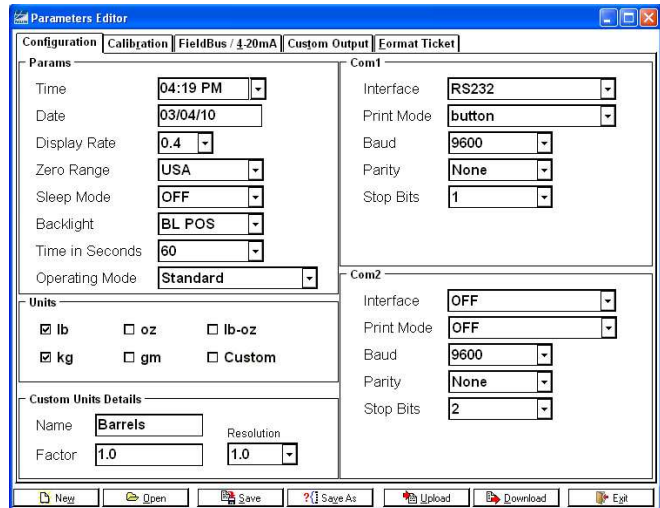 Parameters Editor
Configuration Calibration FieldBus / 4-20mA Custom Output Format Ticket
Params
Time 04:19 PM
Date 03/04/10
Display Rate 0.4
Zero Range USA
Sleep Mode OFF
Backlight BL POS
Time in Seconds 60
Operating Mode Standard
Units
lb oz lb-oz
kg gm Custom
Custom Units Details
Name Barrels
Factor 1.0
Resolution
1.0
Com1
Interface RS232
Print Mode button
Baud 9600
Parity None
Stop Bits 1
Com2
Interface OFF
Print Mode OFF
Baud 9600
Parity None
Stop Bits 2
New Open Save ?{] Save As Upload Download Exit